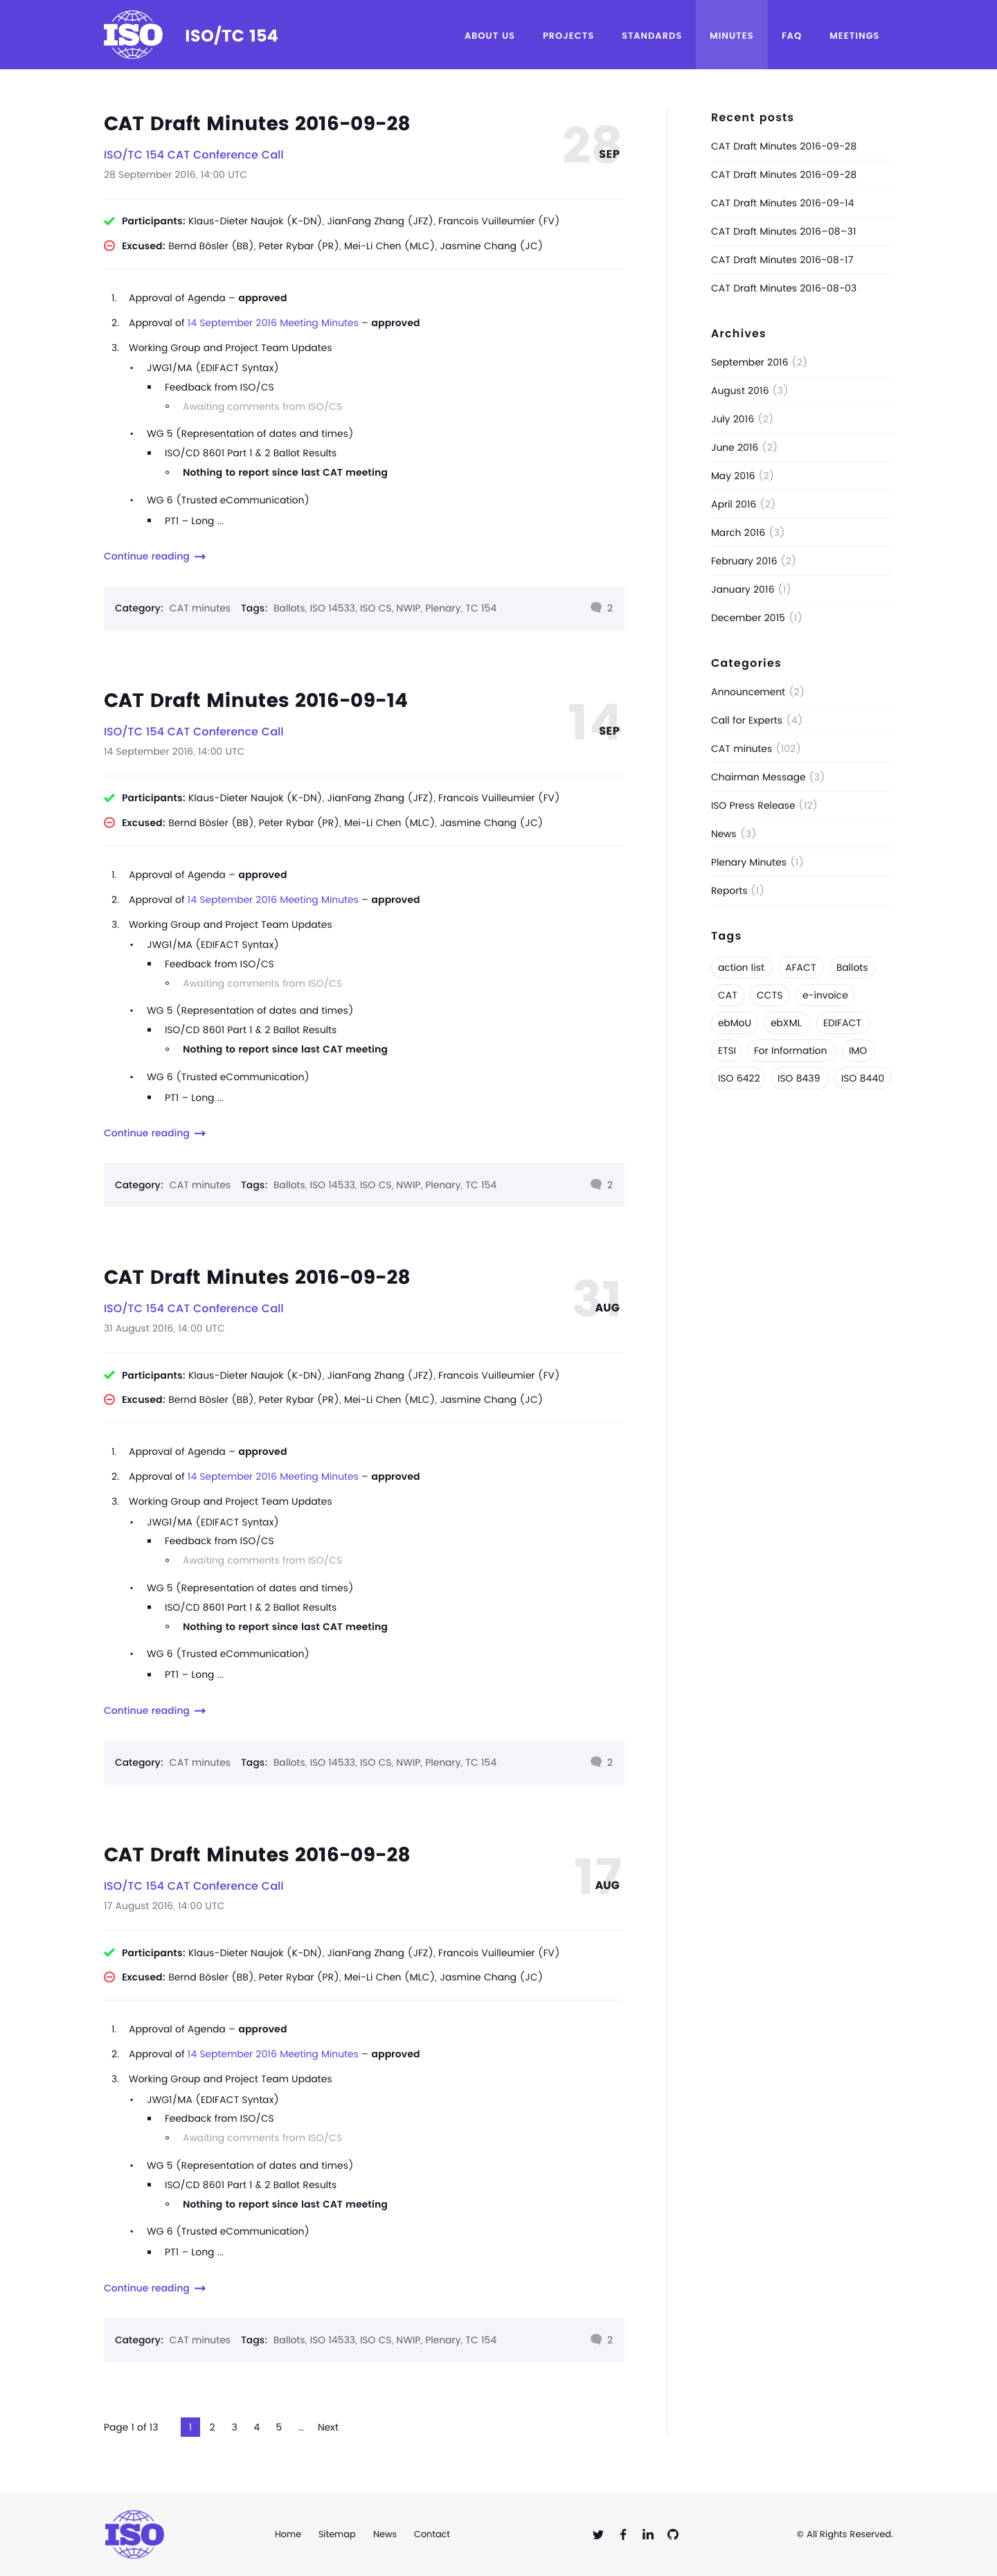 ISO
ISO/TC 154
ABOUT US
PROJECTS
STANDARDS
MINUTES
FAQ
MEETINGS
CAT Draft Minutes 2016-09-28
28
SEP
ISO/TC 154 CAT Conference Call
28 September 2016, 14:00 UTC
Participants: Klaus-Dieter Naujok (K-DN), JianFang Zhang (JFZ), Francois Vuilleumier (FV)
Excused: Bernd Bösler (BB), Peter Rybar (PR), Mei-Li Chen (MLC), Jasmine Chang (JC)
1. Approval of Agenda – approved
2. Approval of 14 September 2016 Meeting Minutes – approved
3. Working Group and Project Team Updates
• JWG1/MA (EDIFACT Syntax)
▪ Feedback from ISO/CS
◦ Awaiting comments from ISO/CS
• WG 5 (Representation of dates and times)
▪ ISO/CD 8601 Part 1 & 2 Ballot Results
◦ Nothing to report since last CAT meeting
• WG 6 (Trusted eCommunication)
▪ PT1 – Long ...
Continue reading →
Category: CAT minutes Tags: Ballots, ISO 14533, ISO CS, NWIP, Plenary, TC 154 2
CAT Draft Minutes 2016-09-14
14
SEP
ISO/TC 154 CAT Conference Call
14 September 2016, 14:00 UTC
Participants: Klaus-Dieter Naujok (K-DN), JianFang Zhang (JFZ), Francois Vuilleumier (FV)
Excused: Bernd Bösler (BB), Peter Rybar (PR), Mei-Li Chen (MLC), Jasmine Chang (JC)
1. Approval of Agenda – approved
2. Approval of 14 September 2016 Meeting Minutes – approved
3. Working Group and Project Team Updates
• JWG1/MA (EDIFACT Syntax)
▪ Feedback from ISO/CS
◦ Awaiting comments from ISO/CS
• WG 5 (Representation of dates and times)
▪ ISO/CD 8601 Part 1 & 2 Ballot Results
◦ Nothing to report since last CAT meeting
• WG 6 (Trusted eCommunication)
▪ PT1 – Long ...
Continue reading →
Category: CAT minutes Tags: Ballots, ISO 14533, ISO CS, NWIP, Plenary, TC 154 2
CAT Draft Minutes 2016-09-28
31
AUG
ISO/TC 154 CAT Conference Call
31 August 2016, 14:00 UTC
Participants: Klaus-Dieter Naujok (K-DN), JianFang Zhang (JFZ), Francois Vuilleumier (FV)
Excused: Bernd Bösler (BB), Peter Rybar (PR), Mei-Li Chen (MLC), Jasmine Chang (JC)
1. Approval of Agenda – approved
2. Approval of 14 September 2016 Meeting Minutes – approved
3. Working Group and Project Team Updates
• JWG1/MA (EDIFACT Syntax)
▪ Feedback from ISO/CS
◦ Awaiting comments from ISO/CS
• WG 5 (Representation of dates and times)
▪ ISO/CD 8601 Part 1 & 2 Ballot Results
◦ Nothing to report since last CAT meeting
• WG 6 (Trusted eCommunication)
▪ PT1 – Long ...
Continue reading →
Category: CAT minutes Tags: Ballots, ISO 14533, ISO CS, NWIP, Plenary, TC 154 2
CAT Draft Minutes 2016-09-28
17
AUG
ISO/TC 154 CAT Conference Call
17 August 2016, 14:00 UTC
Participants: Klaus-Dieter Naujok (K-DN), JianFang Zhang (JFZ), Francois Vuilleumier (FV)
Excused: Bernd Bösler (BB), Peter Rybar (PR), Mei-Li Chen (MLC), Jasmine Chang (JC)
1. Approval of Agenda – approved
2. Approval of 14 September 2016 Meeting Minutes – approved
3. Working Group and Project Team Updates
• JWG1/MA (EDIFACT Syntax)
▪ Feedback from ISO/CS
◦ Awaiting comments from ISO/CS
• WG 5 (Representation of dates and times)
▪ ISO/CD 8601 Part 1 & 2 Ballot Results
◦ Nothing to report since last CAT meeting
• WG 6 (Trusted eCommunication)
▪ PT1 – Long ...
Continue reading →
Category: CAT minutes Tags: Ballots, ISO 14533, ISO CS, NWIP, Plenary, TC 154 2
Page 1 of 13 1 2 3 4 5 ... Next
Recent posts
CAT Draft Minutes 2016-09-28
CAT Draft Minutes 2016-09-28
CAT Draft Minutes 2016-09-14
CAT Draft Minutes 2016–08–31
CAT Draft Minutes 2016-08-17
CAT Draft Minutes 2016-08-03
Archives
September 2016 (2)
August 2016 (3)
July 2016 (2)
June 2016 (2)
May 2016 (2)
April 2016 (2)
March 2016 (3)
February 2016 (2)
January 2016 (1)
December 2015 (1)
Categories
Announcement (2)
Call for Experts (4)
CAT minutes (102)
Chairman Message (3)
ISO Press Release (12)
News (3)
Plenary Minutes (1)
Reports (1)
Tags
action list AFACT Ballots
CAT CCTS e-invoice
ebMoU ebXML EDIFACT
ETSI For Information IMO
ISO 6422 ISO 8439 ISO 8440
ISO
Home Sitemap News Contact
© All Rights Reserved.